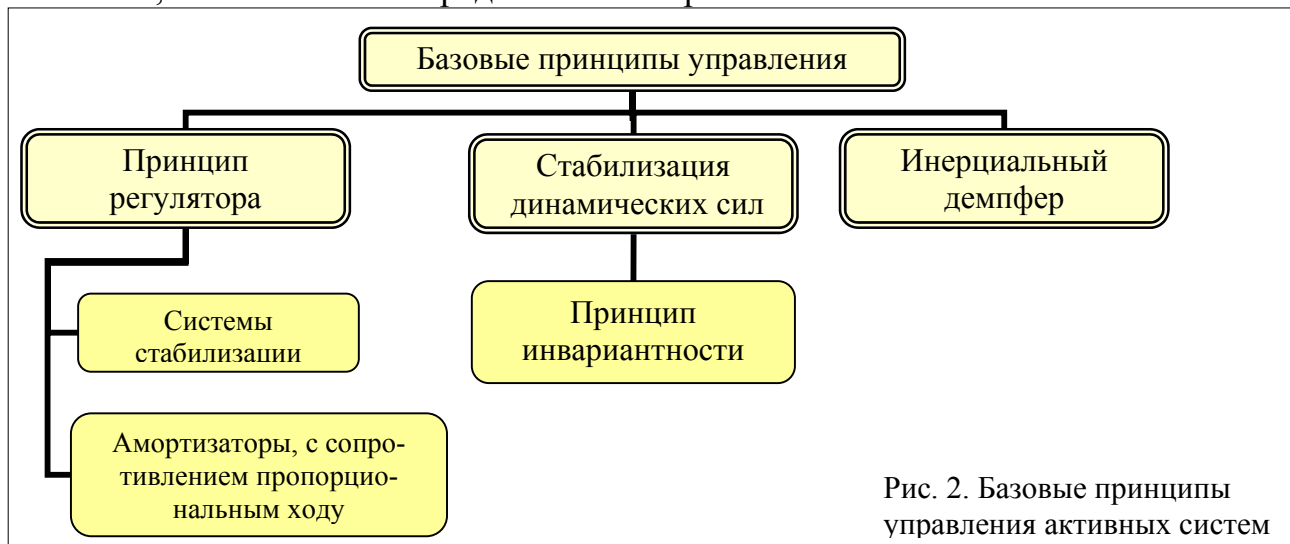 Базовые принципы управления
Принцип
регулятора
Стабилизация
динамических сил
Инерциальный
демпфер
Системы
стабилизации
Принцип
инвариантности
Амортизаторы, с сопро-
тивлением пропорцио-
нальным ходу
Рис. 2. Базовые принципы
управления активных систем